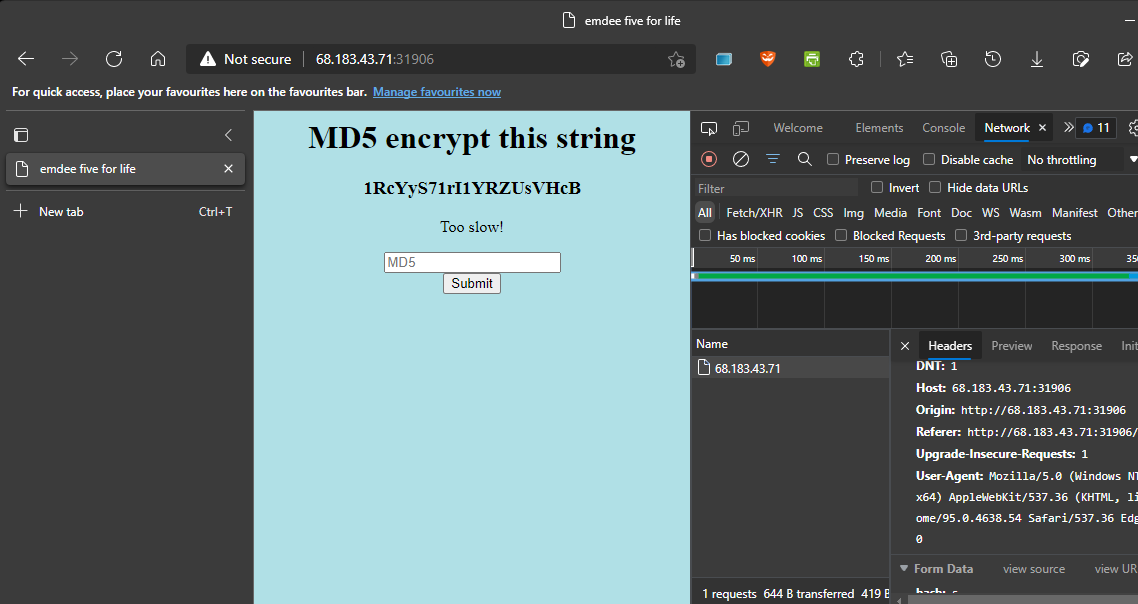 emdee five for life
Not secure 68.183.43.71:31906
For quick access, place your favourites here on the favourites bar. Manage favourites now
emdee five for life
New tab Ctrl+T
MD5 encrypt this string
1RcYyS71rI1YRZUsVHcB
Too slow!
MD5
Submit
Welcome Elements Console Network 11
Preserve log Disable cache No throttling
Filter Invert Hide data URLs
All Fetch/XHR JS CSS Img Media Font Doc WS Wasm Manifest Other
Has blocked cookies Blocked Requests 3rd-party requests
50 ms 100 ms 150 ms 200 ms 250 ms 300 ms 35
Name
68.183.43.71
1 requests 644 B transferred 419 B
Headers Preview Response Init
DNT: 1
Host: 68.183.43.71:31906
Origin: http://68.183.43.71:31906
Referer: http://68.183.43.71:31906/
Upgrade-Insecure-Requests: 1
User-Agent: Mozilla/5.0 (Windows NT
x64) AppleWebKit/537.36 (KHTML, li
ome/95.0.4638.54 Safari/537.36 Edg
0
Form Data view source view UR